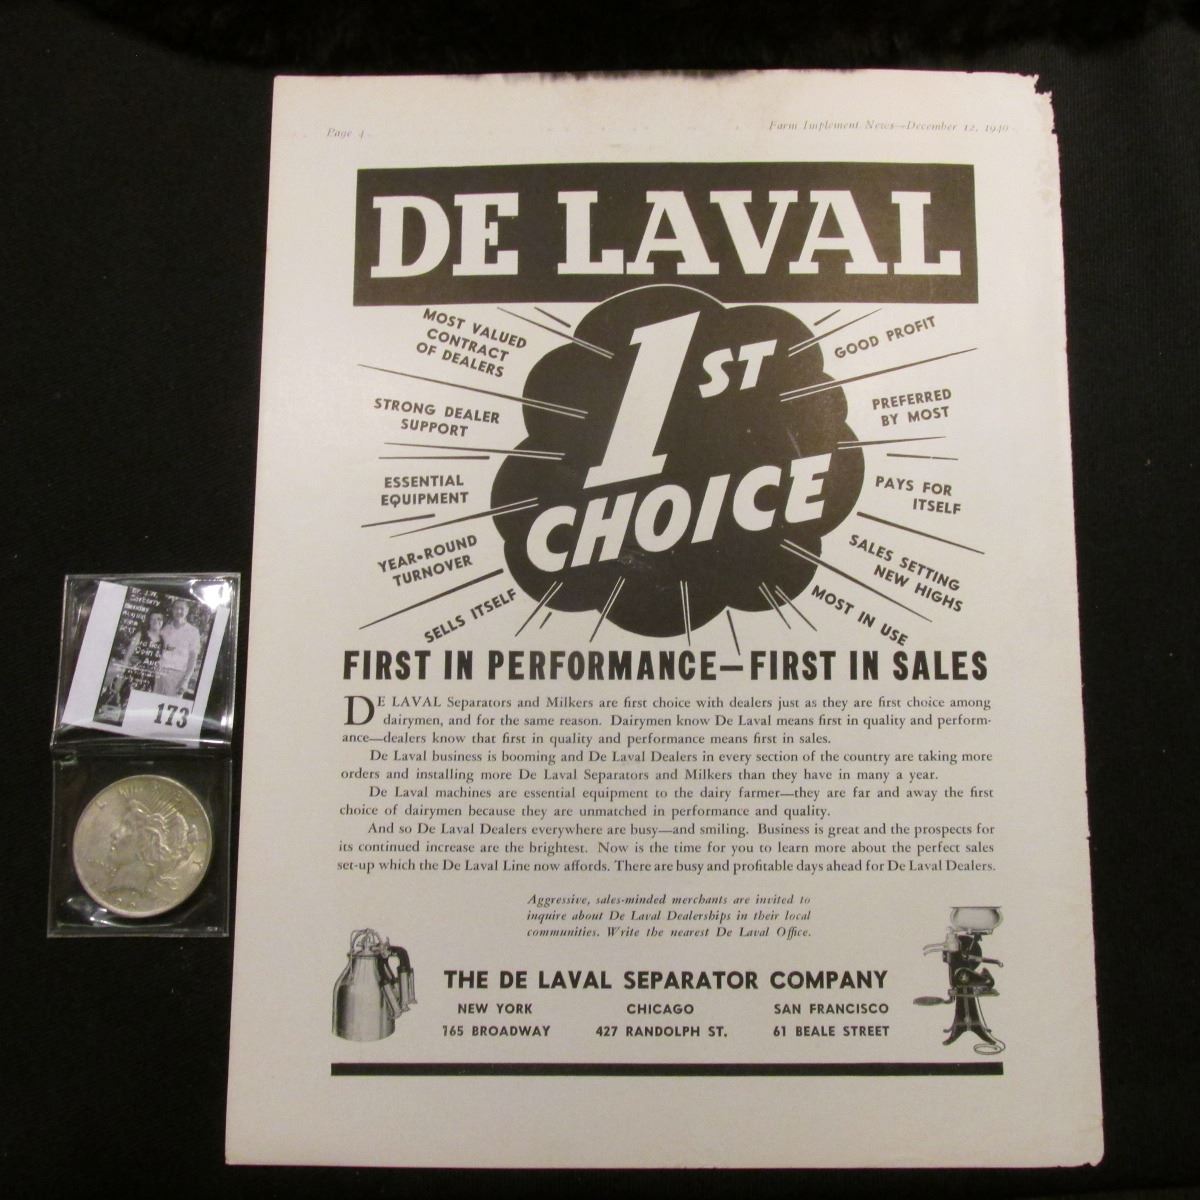 Page 4
Farm Implement News—December 12, 1940
DE LAVAL
1ST
CHOICE
MOST VALUED
CONTRACT
OF DEALERS
STRONG DEALER
SUPPORT
ESSENTIAL
EQUIPMENT
YEAR-ROUND
TURNOVER
SELLS ITSELF
GOOD PROFIT
PREFERRED
BY MOST
PAYS FOR
ITSELF
SALES SETTING
NEW HIGHS
MOST IN USE
FIRST IN PERFORMANCE—FIRST IN SALES
DE LAVAL Separators and Milkers are first choice with dealers just as they are first choice among
dairymen, and for the same reason. Dairymen know De Laval means first in quality and perform-
ance—dealers know that first in quality and performance means first in sales.
De Laval business is booming and De Laval Dealers in every section of the country are taking more
orders and installing more De Laval Separators and Milkers than they have in many a year.
De Laval machines are essential equipment to the dairy farmer—they are far and away the first
choice of dairymen because they are unmatched in performance and quality.
And so De Laval Dealers everywhere are busy—and smiling. Business is great and the prospects for
its continued increase are the brightest. Now is the time for you to learn more about the perfect sales
set-up which the De Laval Line now affords. There are busy and profitable days ahead for De Laval Dealers.
Aggressive, sales-minded merchants are invited to
inquire about De Laval Dealerships in their local
communities. Write the nearest De Laval Office.
THE DE LAVAL SEPARATOR COMPANY
NEW YORK CHICAGO SAN FRANCISCO
165 BROADWAY 427 RANDOLPH ST. 61 BEALE STREET
173